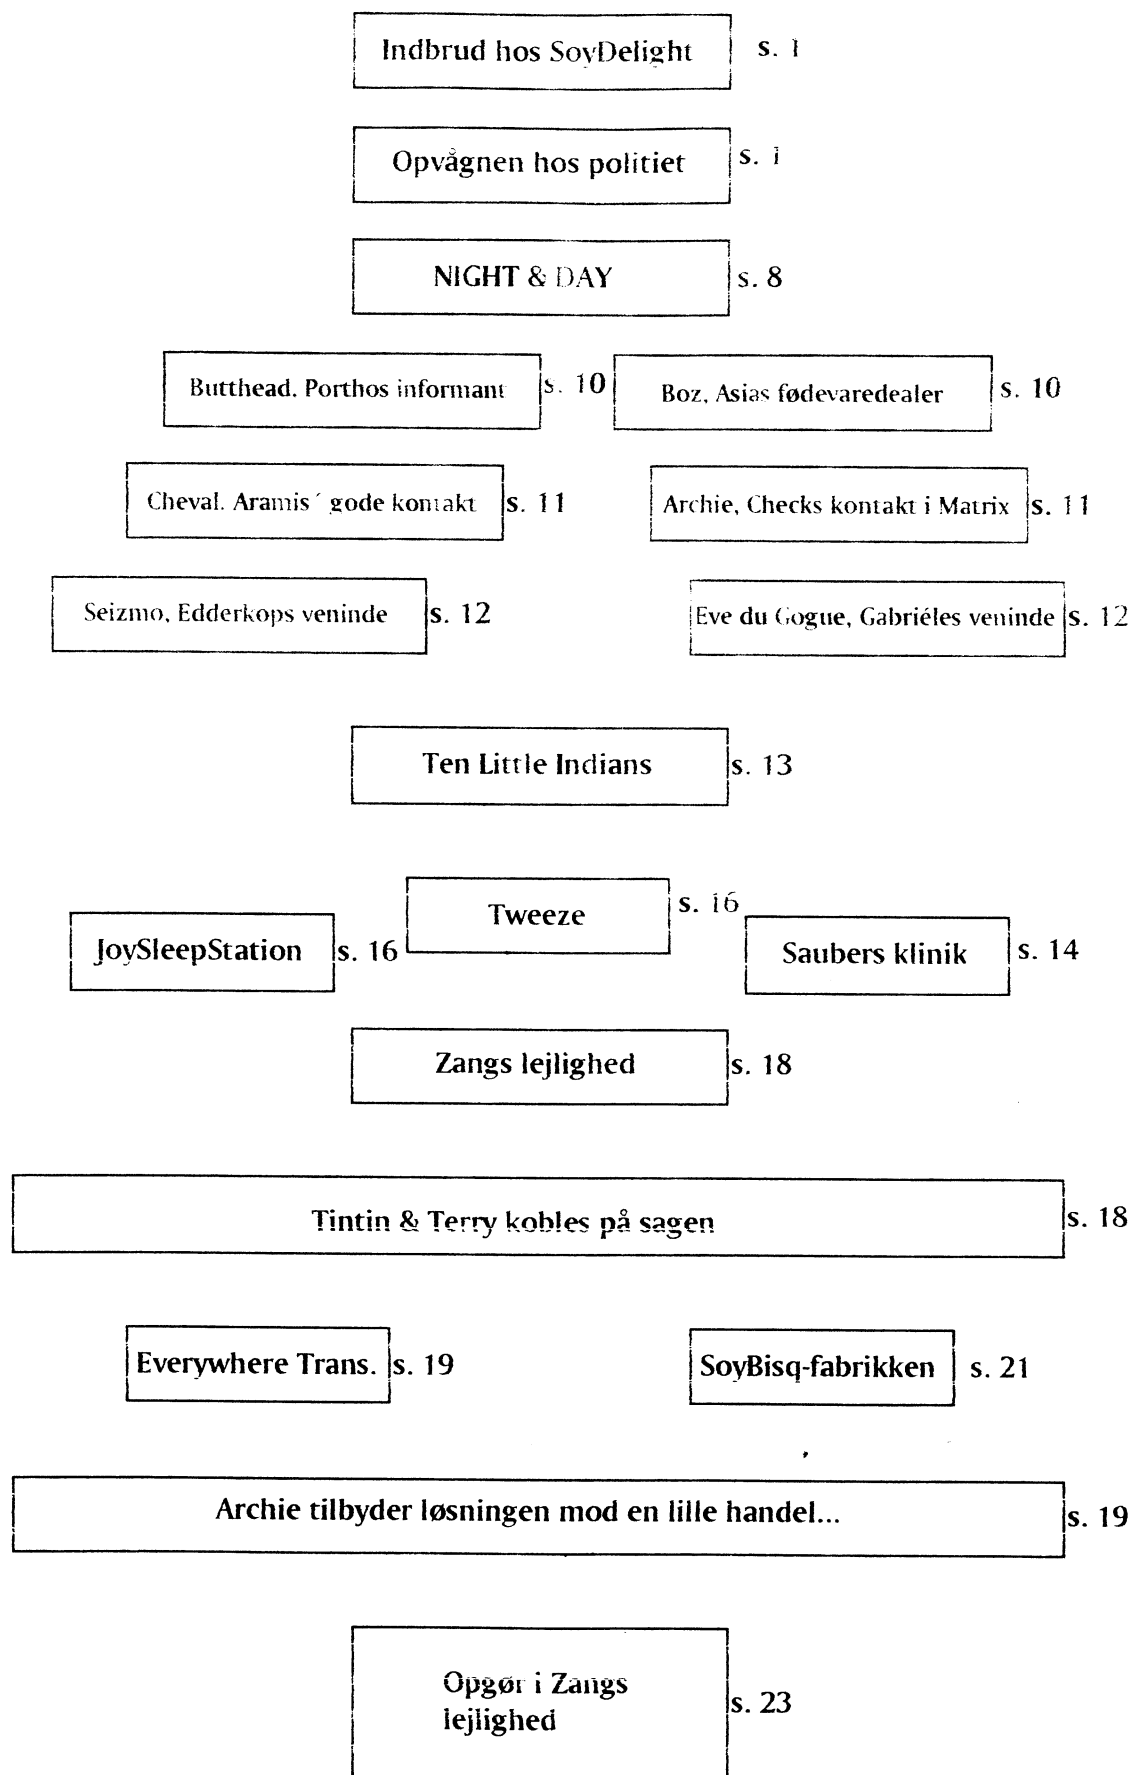 Indbrud hos SoyDelight s. 1
Opvågnen hos politiet s. 1
NIGHT & DAY s. 8
Butthead, Porthos informant s. 10 Boz, Asias fødevaredealer s. 10
Cheval, Aramis´ gode kontakt s. 11 Archie, Checks kontakt i Matrix s. 11
Seizmo, Edderkops veninde s. 12 Eve du Gogue, Gabriéles veninde s. 12
Ten Little Indians s. 13
Tweeze s. 16
JoySleepStation s. 16 Saubers klinik s. 14
Zangs lejlighed s. 18
Tintin & Terry kobles på sagen s. 18
Everywhere Trans. s. 19 SoyBisq-fabrikken s. 21
Archie tilbyder løsningen mod en lille handel... s. 19
Opgør i Zangs
lejlighed s. 23